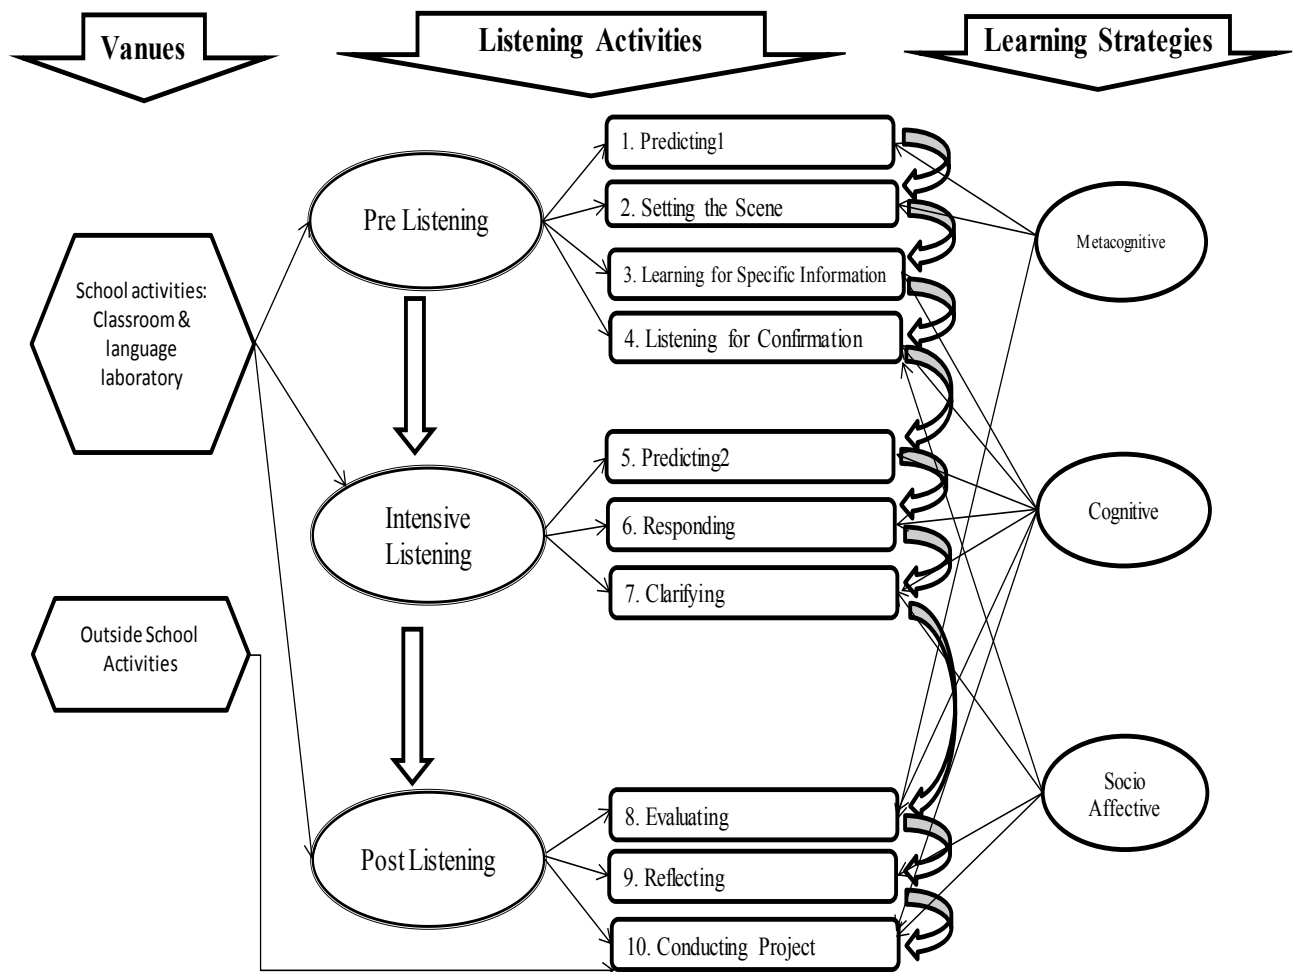 Vanues
Listening Activities
Learning Strategies
School activities:
Classroom &
language
laboratory
Outside School
Activities
Pre Listening
Intensive
Listening
Post Listening
1. Predicting1
2. Setting the Scene
3. Learning for Specific Information
4. Listening for Confirmation
5. Predicting2
6. Responding
7. Clarifying
8. Evaluating
9. Reflecting
10. Conducting Project
Metacognitive
Cognitive
Socio
Affective